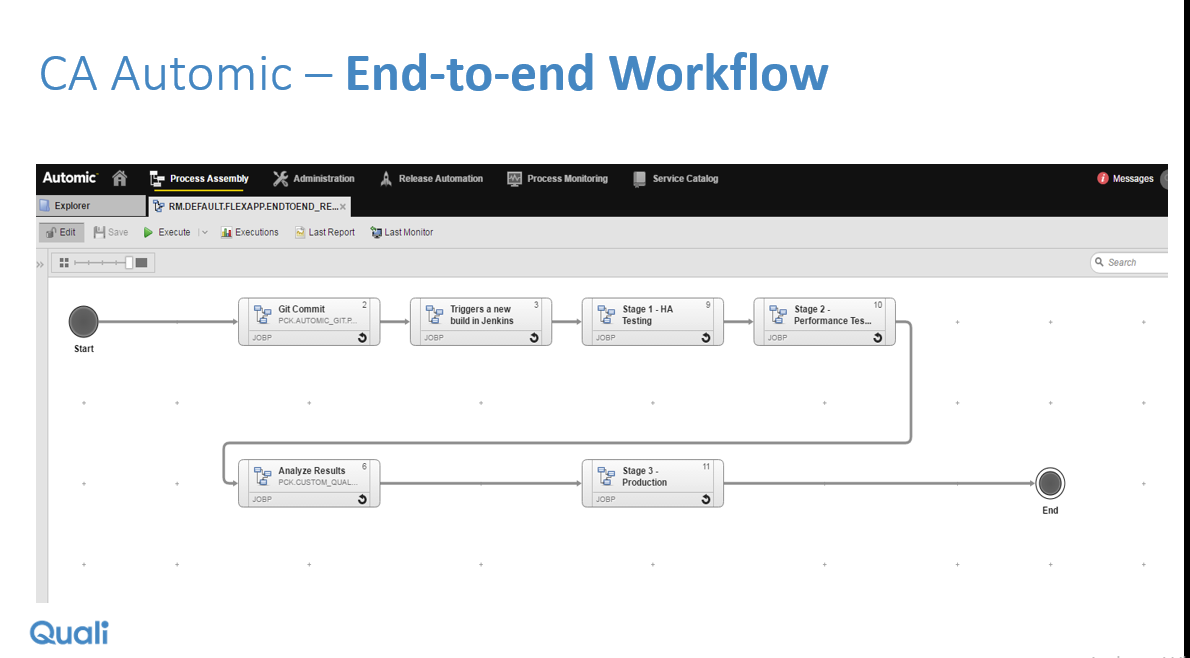 CA Automic – End-to-end Workflow
Automic
Process Assembly
Administration
Release Automation
Process Monitoring
Service Catalog
Messages
Explorer
RM.DEFAULT.FLEXAPP.ENDTOEND_RE...
Edit
Save
Execute
Executions
Last Report
Last Monitor
Search
Start
Git Commit
2
PCK.AUTOMIC_GIT.P...
JOBP
Triggers a new
3
build in Jenkins
JOBP
Stage 1 - HA
9
Testing
JOBP
Stage 2 -
10
Performance Tes...
JOBP
Analyze Results
6
PCK.CUSTOM_QUAL...
JOBP
Stage 3 -
11
Production
JOBP
End
Quali